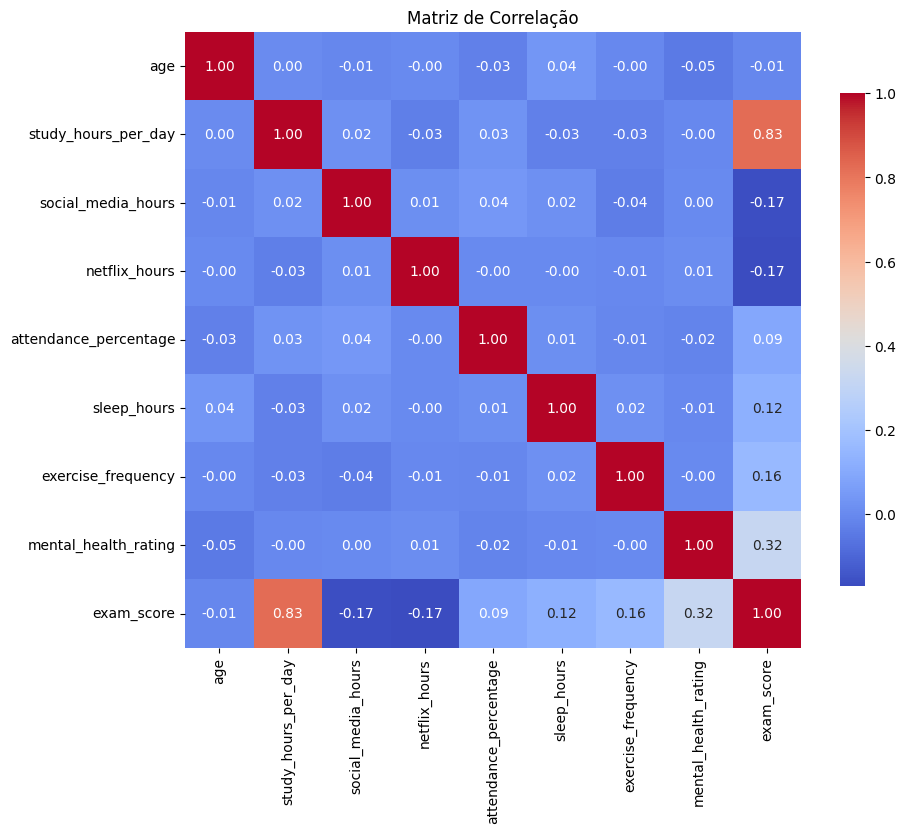 Matriz de Correlação
age 1.00 0.00 -0.01 -0.00 -0.03 0.04 -0.00 -0.05 -0.01
study_hours_per_day 0.00 1.00 0.02 -0.03 0.03 -0.03 -0.03 -0.00 0.83
social_media_hours -0.01 0.02 1.00 0.01 0.04 0.02 -0.04 0.00 -0.17
netflix_hours -0.00 -0.03 0.01 1.00 -0.00 -0.00 -0.01 0.01 -0.17
attendance_percentage -0.03 0.03 0.04 -0.00 1.00 0.01 -0.01 -0.02 0.09
sleep_hours 0.04 -0.03 0.02 -0.00 0.01 1.00 0.02 -0.01 0.12
exercise_frequency -0.00 -0.03 -0.04 -0.01 -0.01 0.02 1.00 -0.00 0.16
mental_health_rating -0.05 -0.00 0.00 0.01 -0.02 -0.01 -0.00 1.00 0.32
exam_score -0.01 0.83 -0.17 -0.17 0.09 0.12 0.16 0.32 1.00
age
study_hours_per_day
social_media_hours
netflix_hours
attendance_percentage
sleep_hours
exercise_frequency
mental_health_rating
exam_score
1.0
0.8
0.6
0.4
0.2
0.0